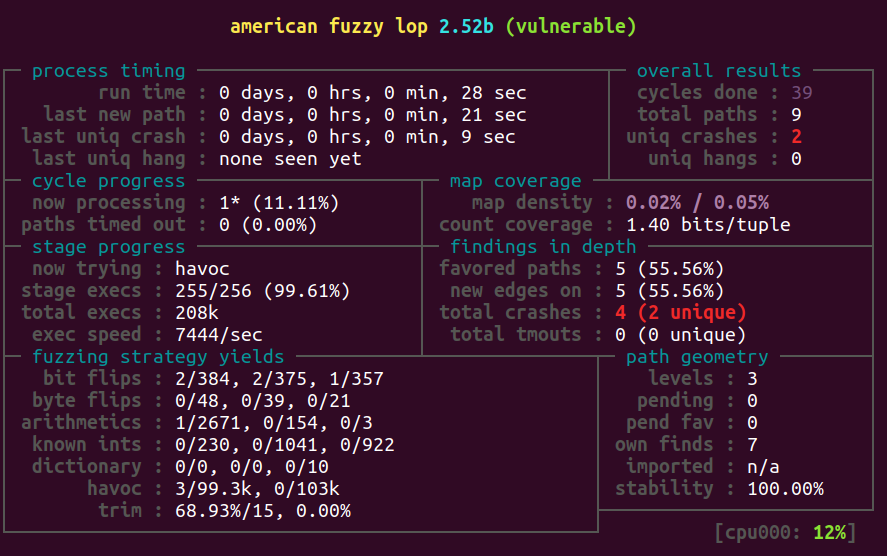 american fuzzy lop 2.52b (vulnerable)
process timing overall results
run time : 0 days, 0 hrs, 0 min, 28 sec cycles done : 39
last new path : 0 days, 0 hrs, 0 min, 21 sec total paths : 9
last uniq crash : 0 days, 0 hrs, 0 min, 9 sec uniq crashes : 2
last uniq hang : none seen yet uniq hangs : 0
cycle progress map coverage
now processing : 1* (11.11%) map density : 0.02% / 0.05%
paths timed out : 0 (0.00%) count coverage : 1.40 bits/tuple
stage progress findings in depth
now trying : havoc favored paths : 5 (55.56%)
stage execs : 255/256 (99.61%) new edges on : 5 (55.56%)
total execs : 208k total crashes : 4 (2 unique)
exec speed : 7444/sec total tmouts : 0 (0 unique)
fuzzing strategy yields path geometry
bit flips : 2/384, 2/375, 1/357 levels : 3
byte flips : 0/48, 0/39, 0/21 pending : 0
arithmetics : 1/2671, 0/154, 0/3 pend fav : 0
known ints : 0/230, 0/1041, 0/922 own finds : 7
dictionary : 0/0, 0/0, 0/10 imported : n/a
havoc : 3/99.3k, 0/103k stability : 100.00%
trim : 68.93%/15, 0.00%
[cpu000: 12%]